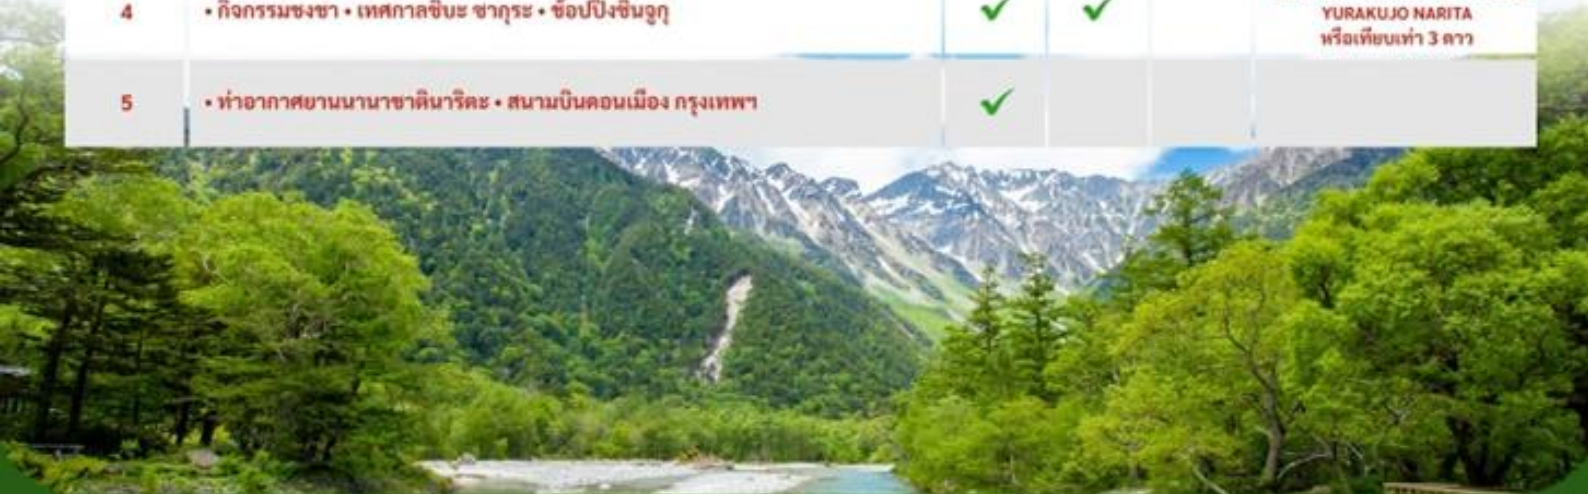 4 • กิจกรรมชงชา • เทศกาลชิบะ ซากุระ • ช้อปปิ้งชินจูกุ
YURAKUJO NARITA
หรือเทียบเท่า 3 ดาว
5 • ท่าอากาศยานนานาชาตินาริตะ • สนามบินดอนเมือง กรุงเทพฯ